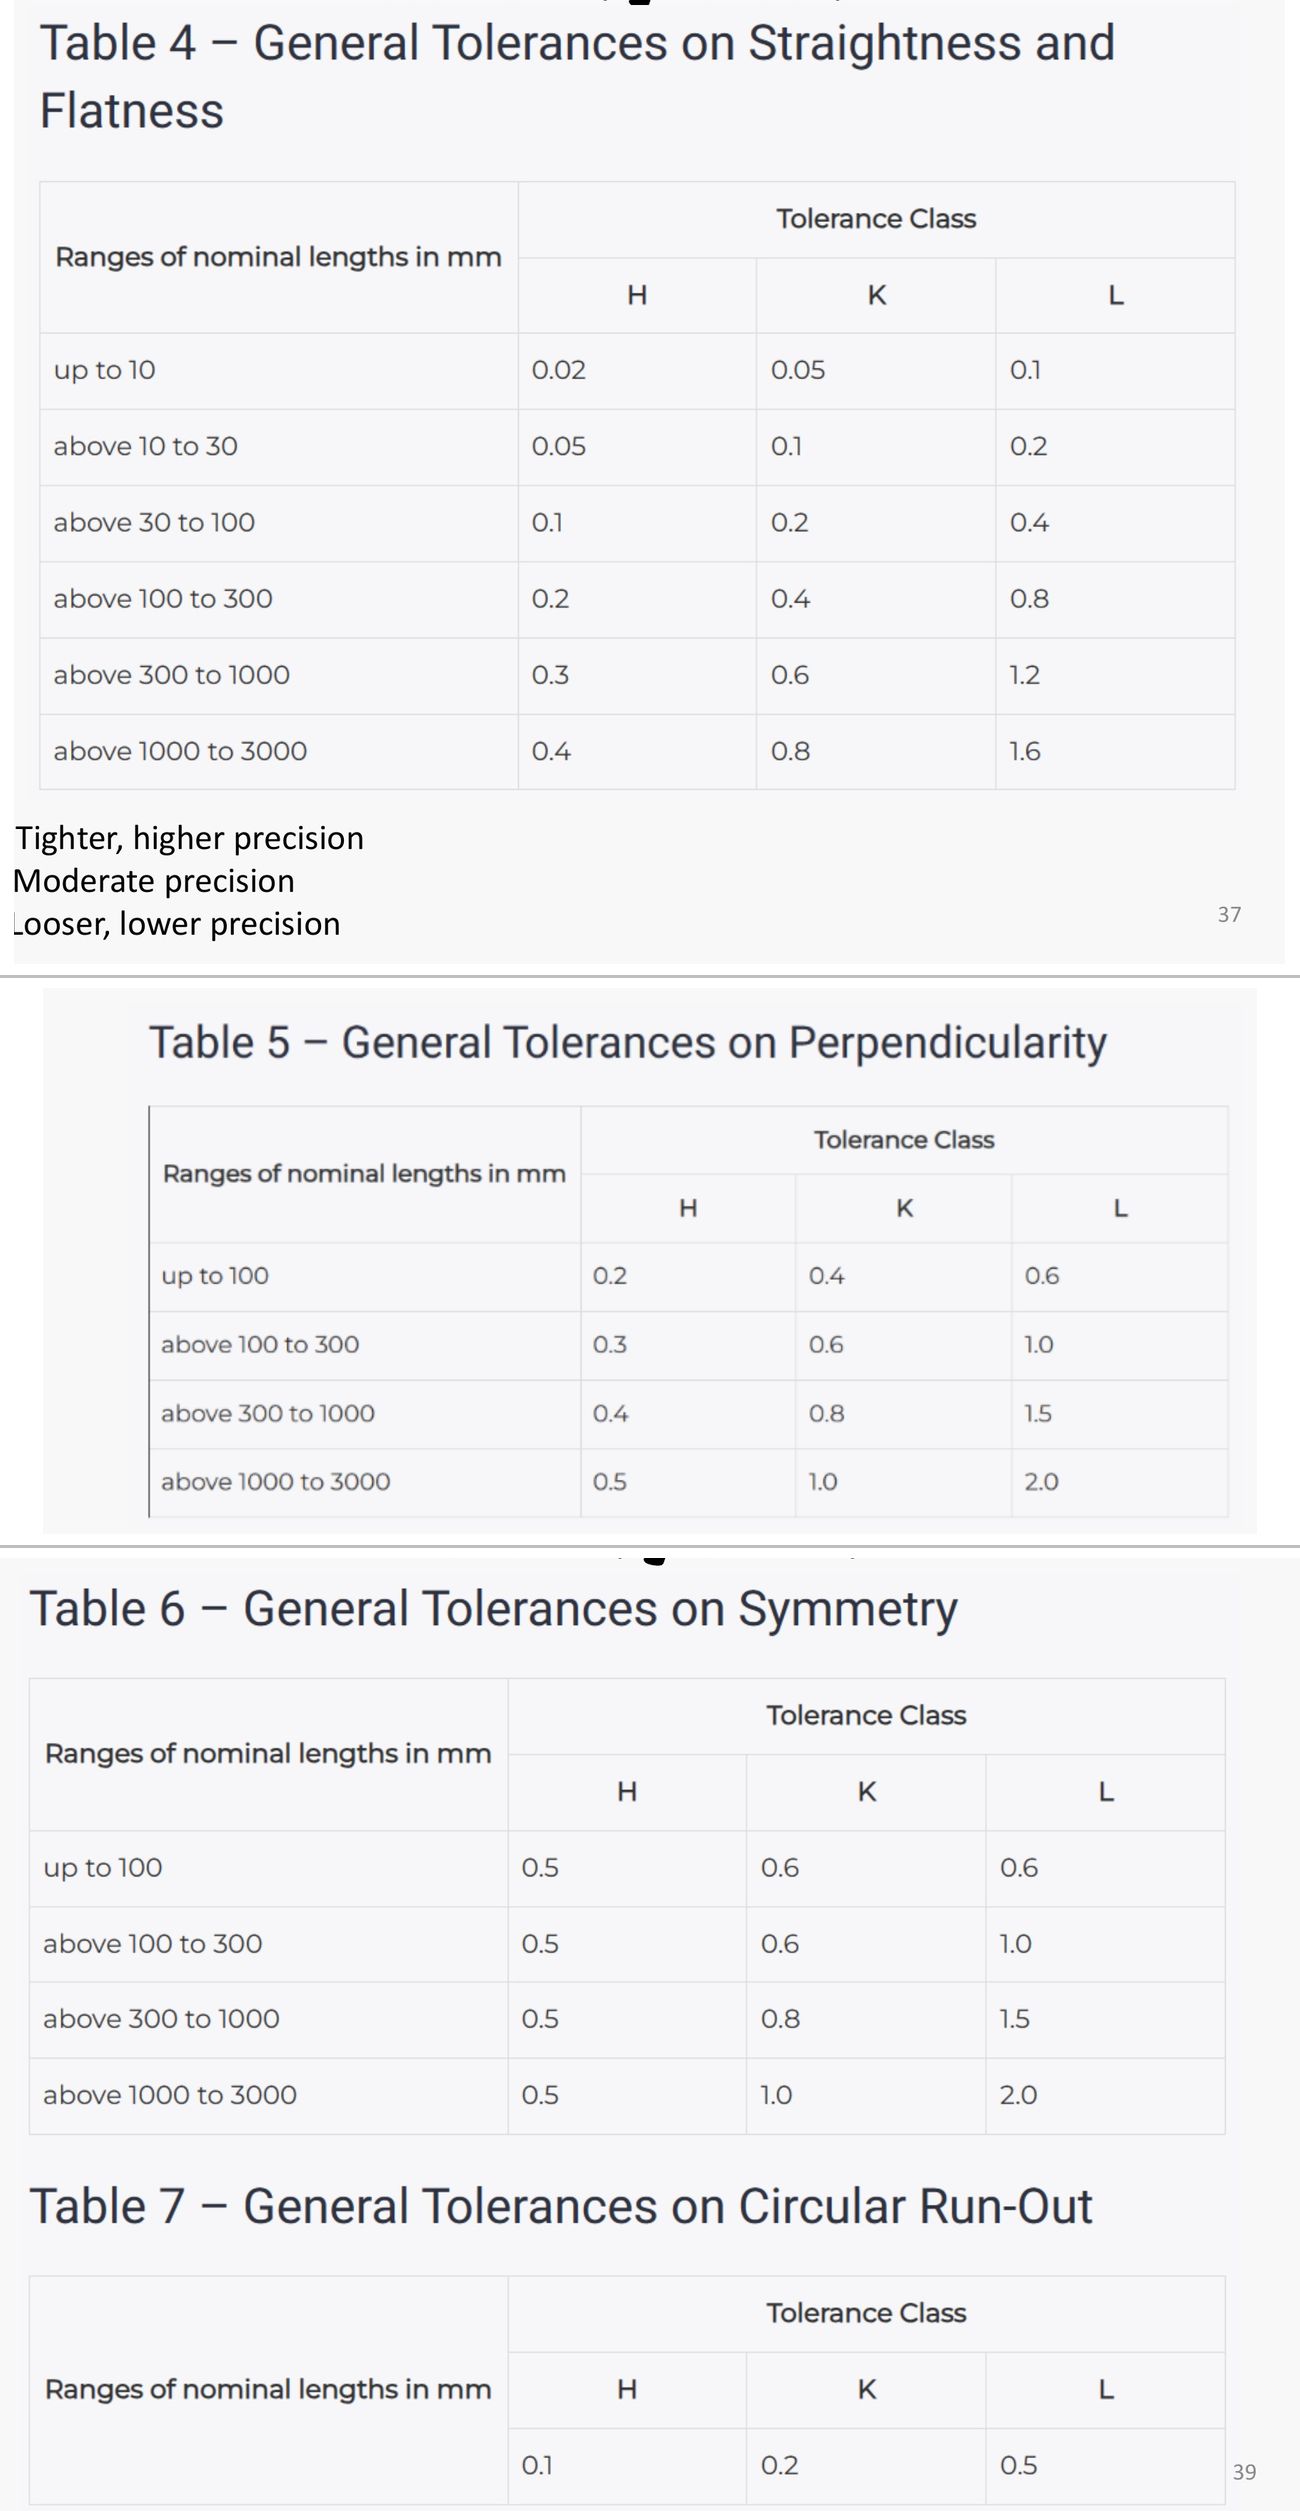 Table 4 – General Tolerances on Straightness and
Flatness
Ranges of nominal lengths in mm
Tolerance Class
H K L
up to 10 0.02 0.05 0.1
above 10 to 30 0.05 0.1 0.2
above 30 to 100 0.1 0.2 0.4
above 100 to 300 0.2 0.4 0.8
above 300 to 1000 0.3 0.6 1.2
above 1000 to 3000 0.4 0.8 1.6
Tighter, higher precision
Moderate precision
Looser, lower precision
37
Table 5 – General Tolerances on Perpendicularity
Ranges of nominal lengths in mm
Tolerance Class
H K L
up to 100 0.2 0.4 0.6
above 100 to 300 0.3 0.6 1.0
above 300 to 1000 0.4 0.8 1.5
above 1000 to 3000 0.5 1.0 2.0
Table 6 – General Tolerances on Symmetry
Ranges of nominal lengths in mm
Tolerance Class
H K L
up to 100 0.5 0.6 0.6
above 100 to 300 0.5 0.6 1.0
above 300 to 1000 0.5 0.8 1.5
above 1000 to 3000 0.5 1.0 2.0
Table 7 – General Tolerances on Circular Run-Out
Ranges of nominal lengths in mm
Tolerance Class
H K L
0.1 0.2 0.5
39